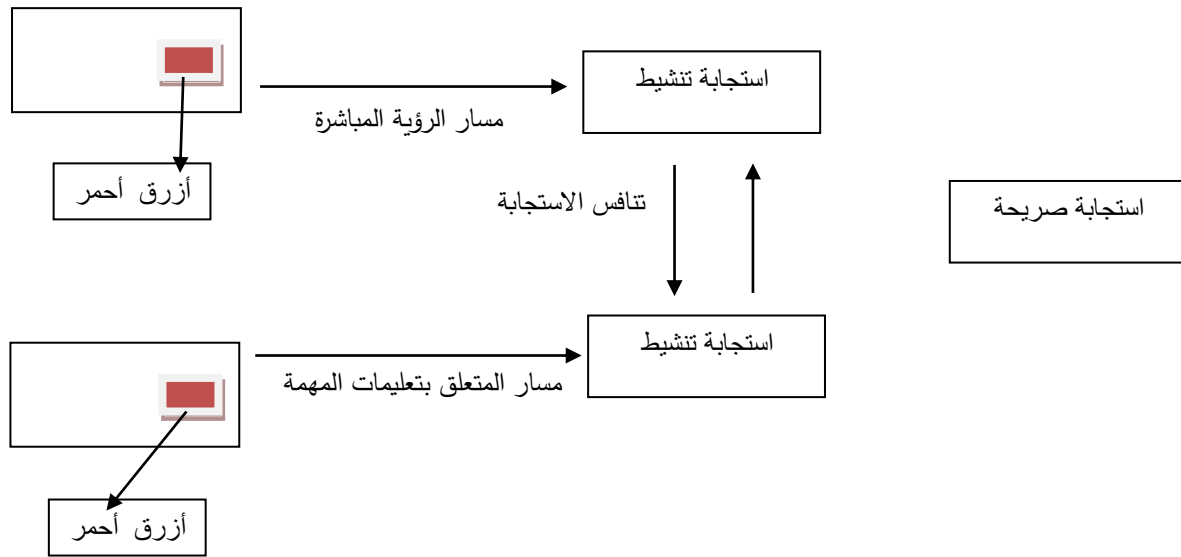 استجابة تنشيط
مسار الرؤية المباشرة
أزرق أحمر
تنافس الاستجابة
استجابة صريحة
استجابة تنشيط
مسار المتعلق بتعليمات المهمة
أزرق أحمر